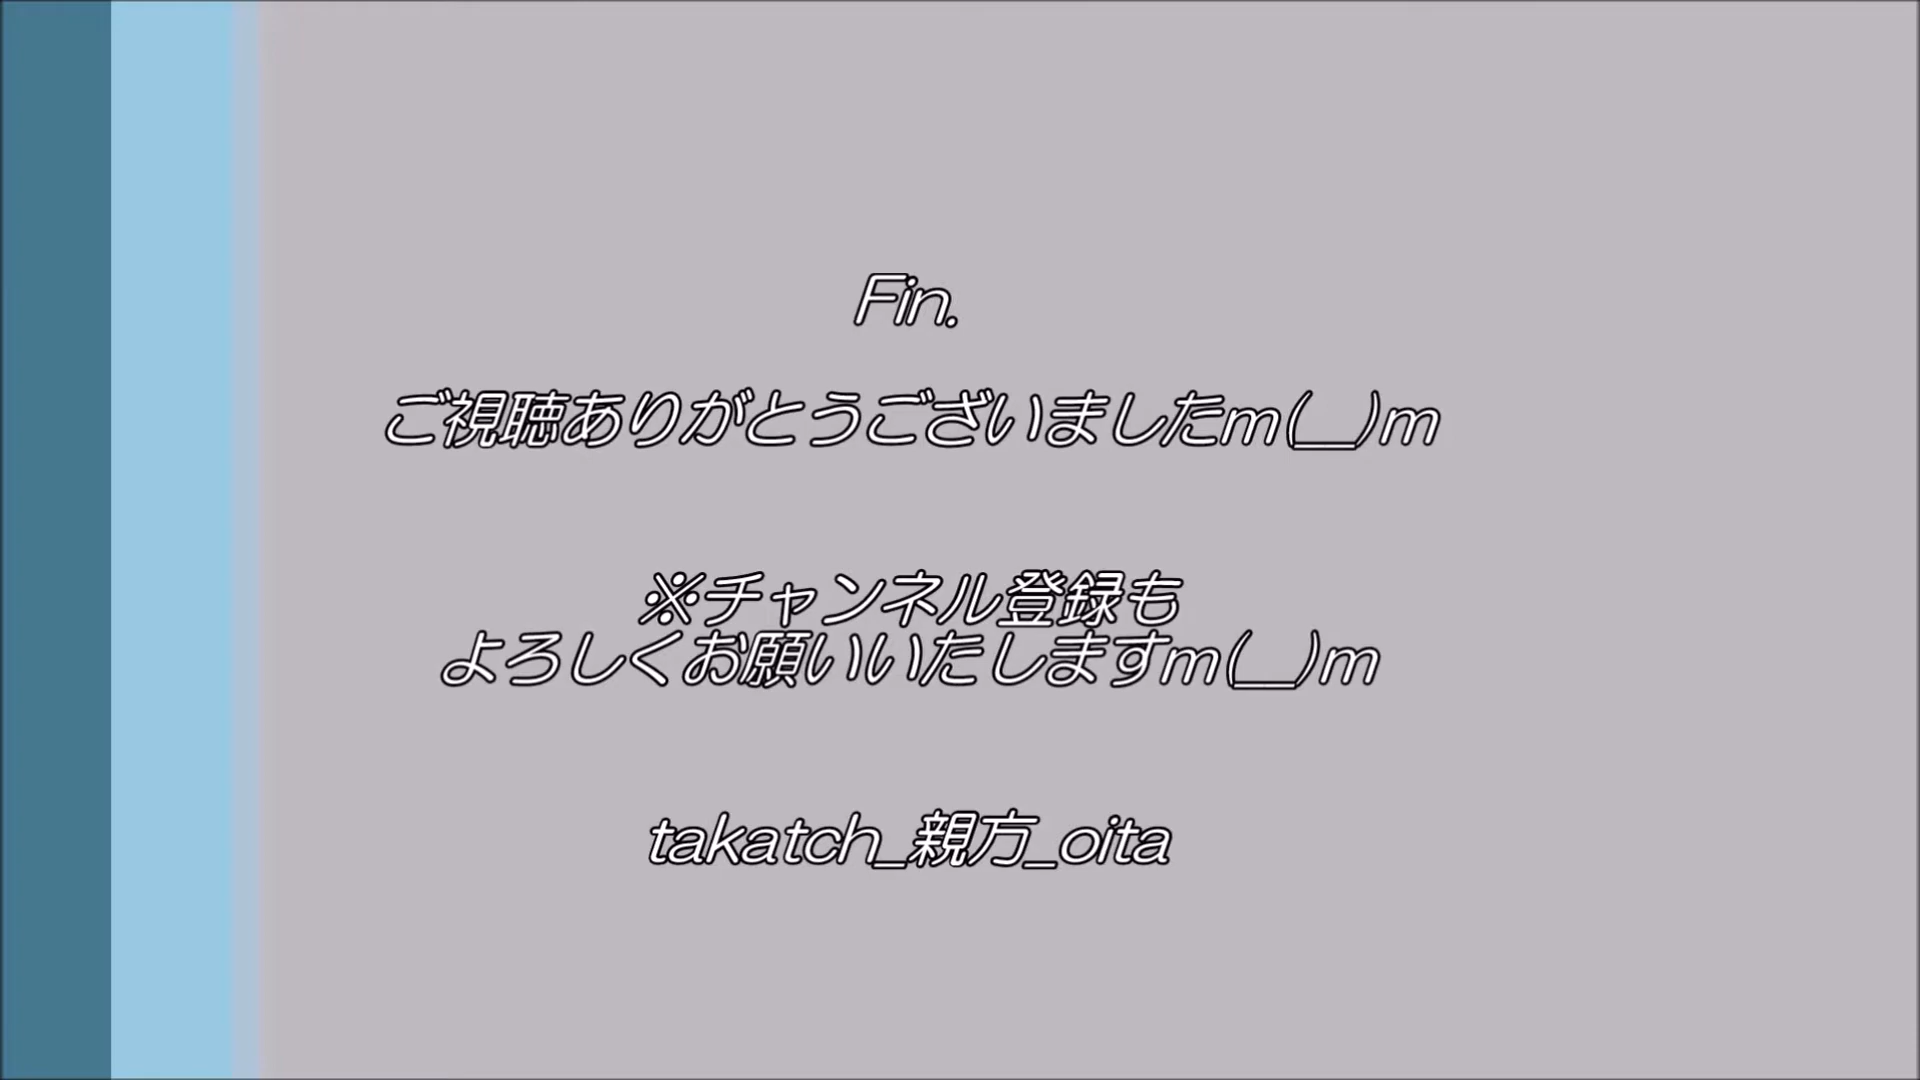 Fin.
ご視聴ありがとうございましたm(__)m
※チャンネル登録も
よろしくお願いいたしますm(__)m
takatch_親方_oita